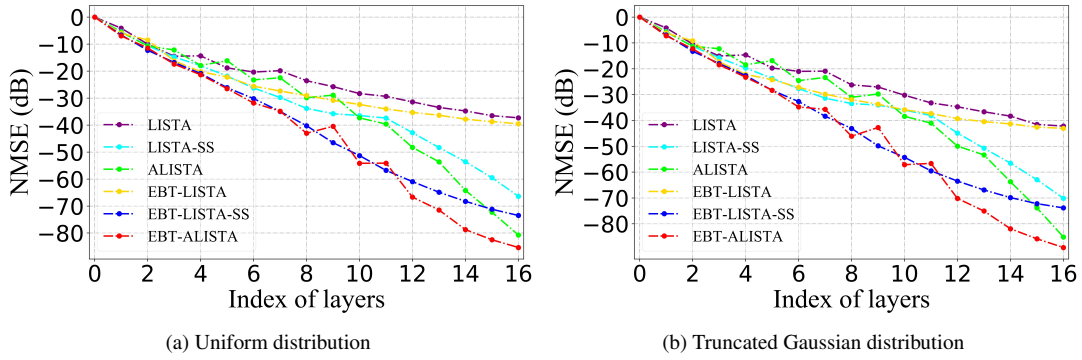 NMSE (dB)
0
−10
−20
−30
−40
−50
−60
−70
−80
LISTA
LISTA-SS
ALISTA
EBT-LISTA
EBT-LISTA-SS
EBT-ALISTA
0 2 4 6 8 10 12 14 16
Index of layers
(a) Uniform distribution
NMSE (dB)
0
−10
−20
−30
−40
−50
−60
−70
−80
LISTA
LISTA-SS
ALISTA
EBT-LISTA
EBT-LISTA-SS
EBT-ALISTA
0 2 4 6 8 10 12 14 16
Index of layers
(b) Truncated Gaussian distribution